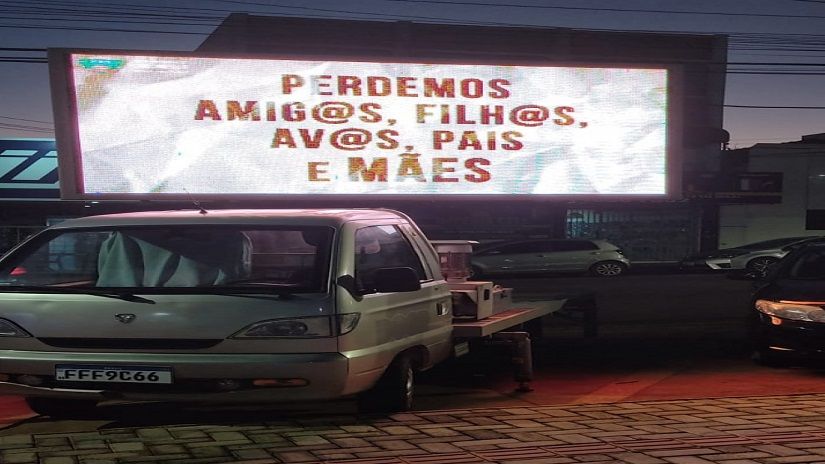 PERDEMOS
AMIG@S, FILH@S,
AV@S, PAIS
E MÃES
FFF9C66